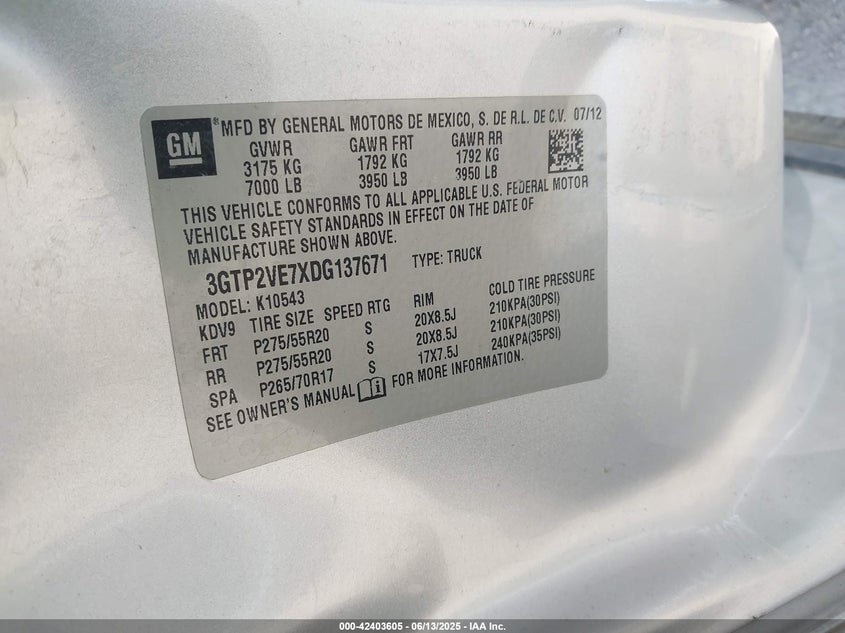 GM
MFD BY GENERAL MOTORS DE MEXICO, S. DE R.L. DE C.V. 07/12
GVWR GAWR FRT GAWR RR
3175 KG 1792 KG 1792 KG
7000 LB 3950 LB 3950 LB
THIS VEHICLE CONFORMS TO ALL APPLICABLE U.S. FEDERAL MOTOR
VEHICLE SAFETY STANDARDS IN EFFECT ON THE DATE OF
MANUFACTURE SHOWN ABOVE.
3GTP2VE7XDG137671 TYPE: TRUCK
MODEL: K10543
KDV9 TIRE SIZE SPEED RTG RIM COLD TIRE PRESSURE
FRT P275/55R20 S 20X8.5J 210KPA(30PSI)
RR P275/55R20 S 20X8.5J 210KPA(30PSI)
SPA P265/70R17 S 17X7.5J 240KPA(35PSI)
SEE OWNER'S MANUAL FOR MORE INFORMATION.
000-42403605 - 06/13/2025 - IAA Inc.